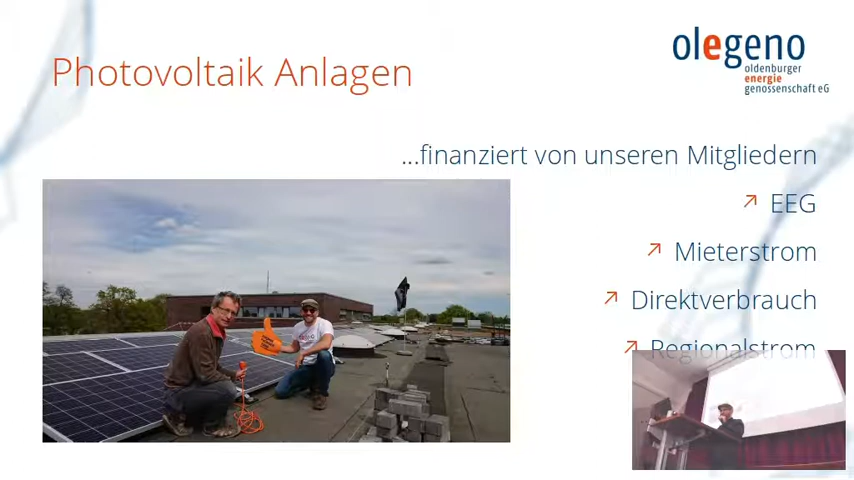 olegeno
oldenburger
energie
genossenschaft eG
Photovoltaik Anlagen
...finanziert von unseren Mitgliedern
EEG
Mieterstrom
Direktverbrauch
Regionalstrom